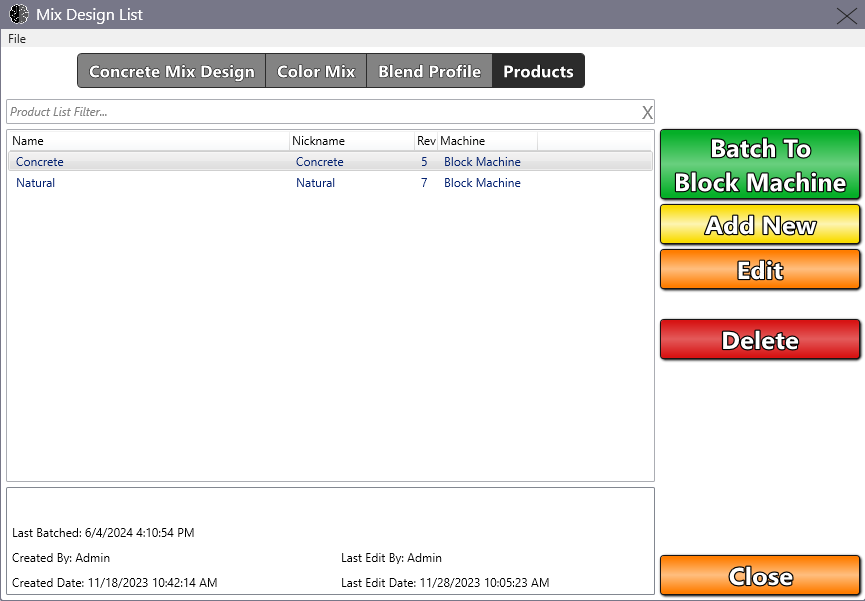 Mix Design List
File
Concrete Mix Design Color Mix Blend Profile Products
Product List Filter... X
Name Nickname Rev Machine
Concrete Concrete 5 Block Machine
Natural Natural 7 Block Machine
Batch To
Block Machine
Add New
Edit
Delete
Last Batched: 6/4/2024 4:10:54 PM
Created By: Admin Last Edit By: Admin
Created Date: 11/18/2023 10:42:14 AM Last Edit Date: 11/28/2023 10:05:23 AM
Close